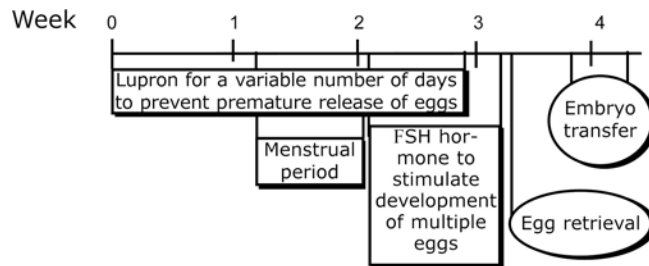 Week 0 1 2 3 4
Lupron for a variable number of days
to prevent premature release of eggs
Menstrual
period
FSH hor-
mone to
stimulate
development
of multiple
eggs
Embryo
transfer
Egg retrieval